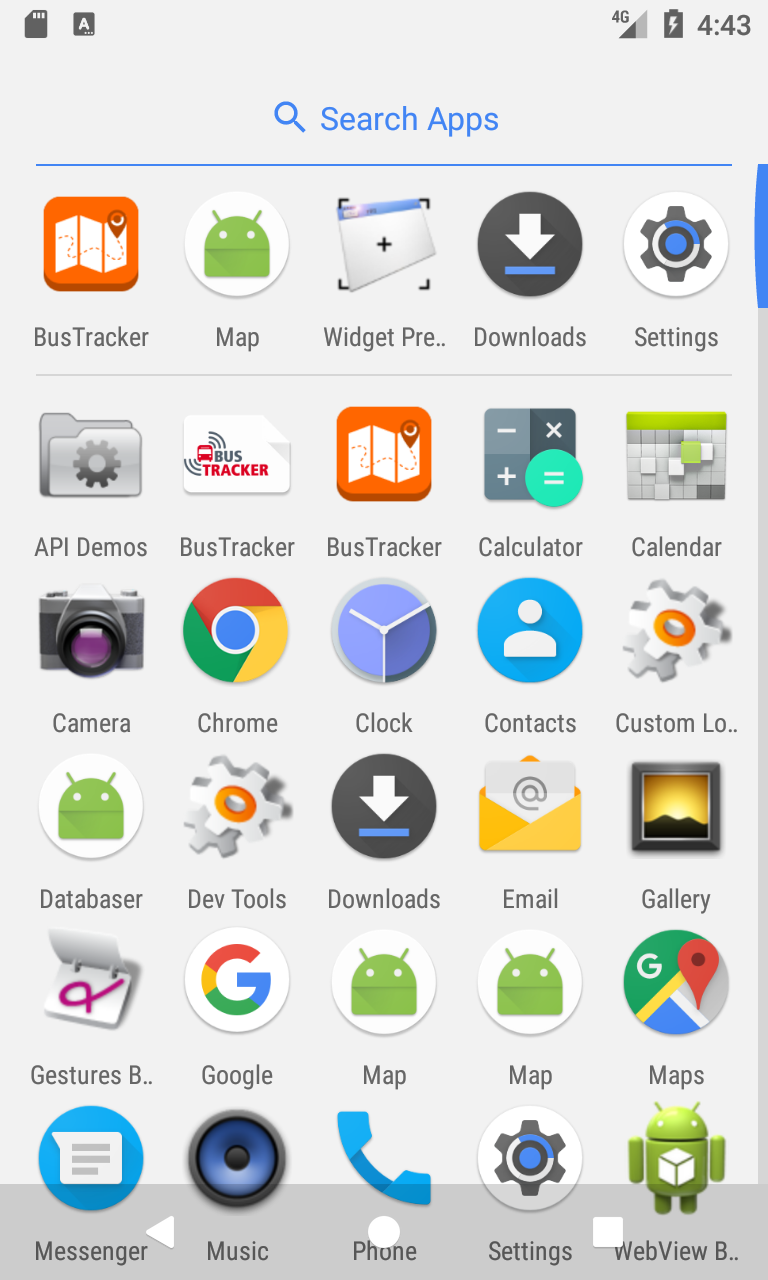 4G 4:43
Search Apps
BusTracker Map Widget Pre.. Downloads Settings
BUS
TRACKER
API Demos BusTracker BusTracker Calculator Calendar
Camera Chrome Clock Contacts Custom Lo..
Databaser Dev Tools Downloads Email Gallery
Gestures B.. Google Map Map Maps
Messenger Music Phone Settings WebView B..